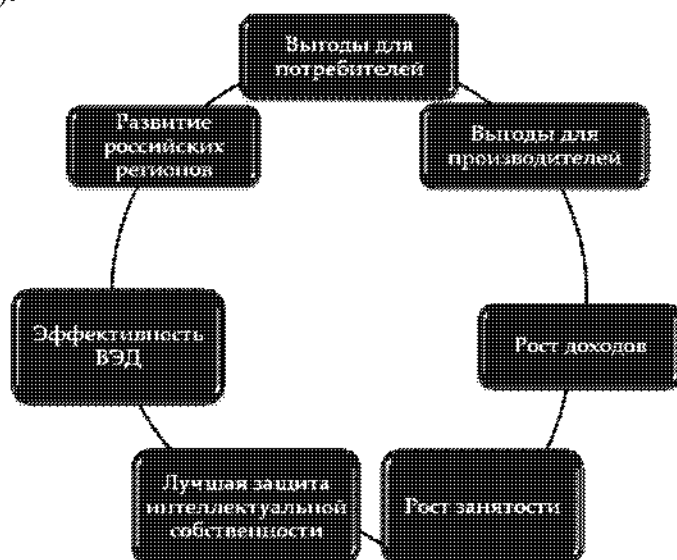 ).
Выгоды для
потребителей
Выгоды для
производителей
Рост доходов
Рост занятости
Лучшая защита
интеллектуальной
собственности
Эффективность
ВЭД
Развитие
российских
регионов